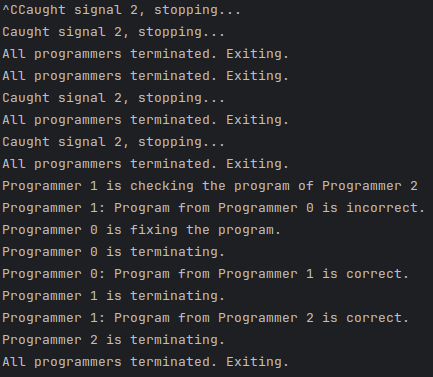 ^CCaught signal 2, stopping...
Caught signal 2, stopping...
All programmers terminated. Exiting.
All programmers terminated. Exiting.
Caught signal 2, stopping...
All programmers terminated. Exiting.
Caught signal 2, stopping...
All programmers terminated. Exiting.
Programmer 1 is checking the program of Programmer 2
Programmer 1: Program from Programmer 0 is incorrect.
Programmer 0 is fixing the program.
Programmer 0 is terminating.
Programmer 0: Program from Programmer 1 is correct.
Programmer 1 is terminating.
Programmer 1: Program from Programmer 2 is correct.
Programmer 2 is terminating.
All programmers terminated. Exiting.